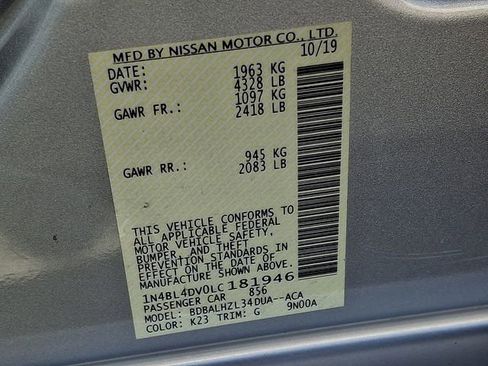 MFD BY NISSAN MOTOR CO., LTD.
DATE: 10/19
GVWR: 1963 KG
4328 LB
GAWR FR.: 1097 KG
2418 LB
GAWR RR.: 945 KG
2083 LB
THIS VEHICLE CONFORMS TO
ALL APPLICABLE FEDERAL
MOTOR VEHICLE SAFETY,
BUMPER, AND THEFT
PREVENTION STANDARDS IN
EFFECT ON THE DATE OF
MANUFACTURE SHOWN ABOVE.
1N4BL4DV0LC181946
PASSENGER CAR 856
MODEL: BDBALHZL34DUA--ACA
COLOR: K23 TRIM: G 9N00A